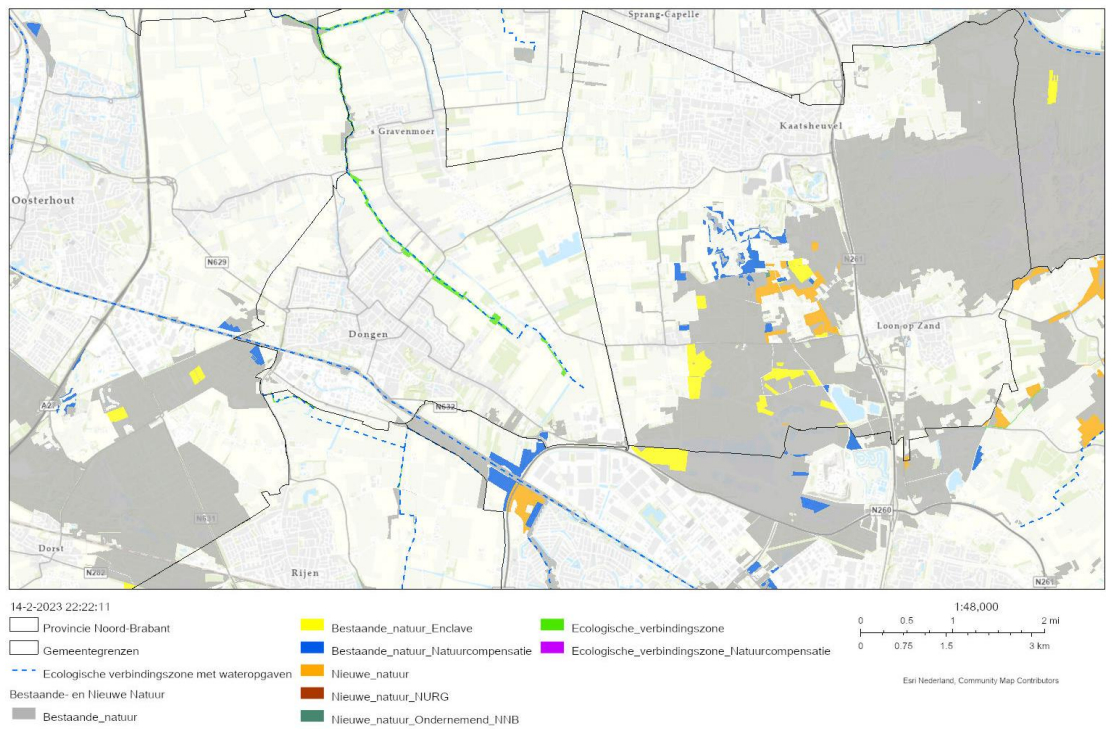 Sprang-Capelle
Kaatsheuvel
's Gravenmoer
Oosterhout
N629
N261
Loon op Zand
Dongen
A27
N632
N631
N260
Dorst
N282
Rijen
N261
14-2-2023 22:22:11
Provincie Noord-Brabant
Gemeentegrenzen
Ecologische verbindingszone met wateropgaven
Bestaande- en Nieuwe Natuur
Bestaande_natuur
Bestaande_natuur_Enclave
Bestaande_natuur_Natuurcompensatie
Nieuwe_natuur
Nieuwe_natuur_NURG
Nieuwe_natuur_Ondernemend_NNB
Ecologische_verbindingszone
Ecologische_verbindingszone_Natuurcompensatie
1:48,000
0 0.5 1 2 mi
0 0.75 1.5 3 km
Esri Nederland, Community Map Contributors